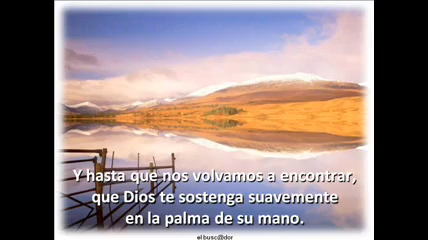 Y hasta que nos volvamos a encontrar,
que Dios te sostenga suavemente
en la palma de su mano.
el busc@dor